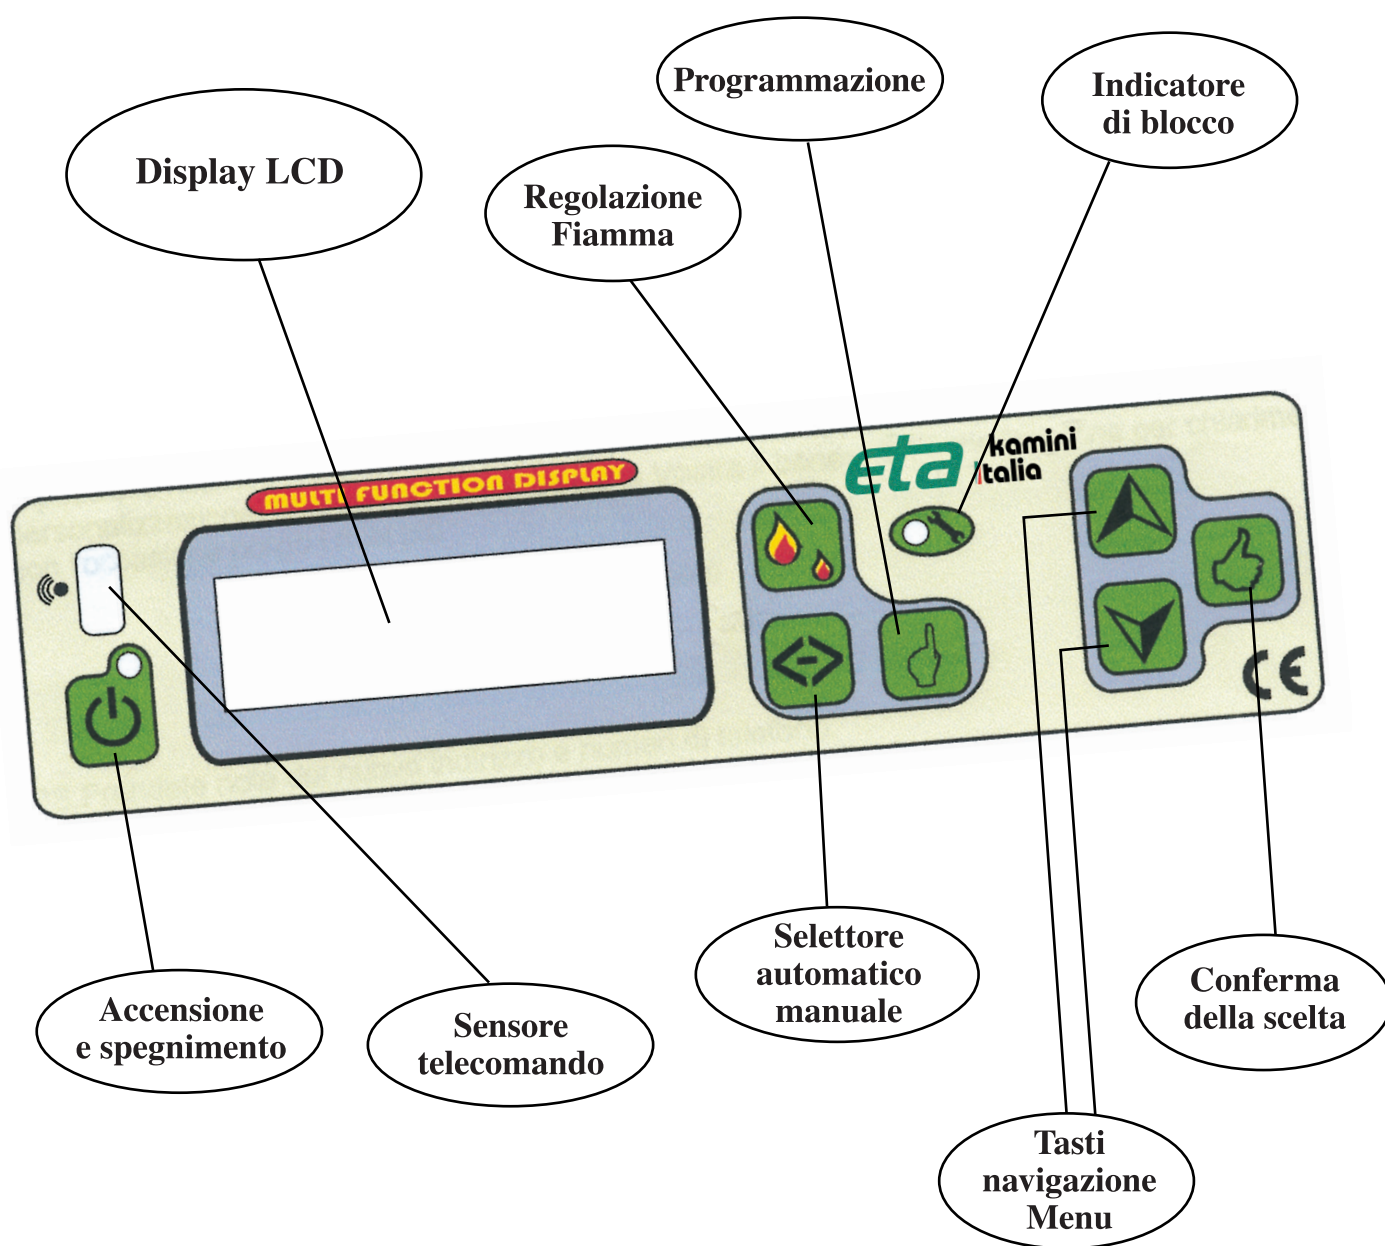 Programmazione
Indicatore
di blocco
Display LCD
Regolazione
Fiamma
eta kamini
italia
MULTI FUNCTION DISPLAY
CE
Selettore
automatico
manuale
Conferma
della scelta
Accensione
e spegnimento
Sensore
telecomando
Tasti
navigazione
Menu